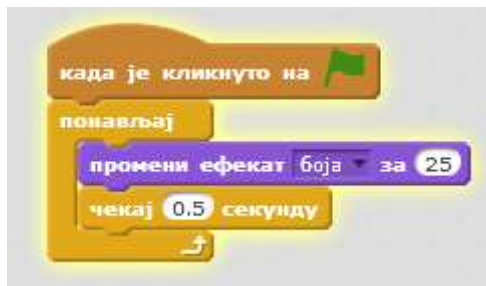 када је кликнуто на
понављај
промени ефекат боја за 25
чекај 0.5 секунду